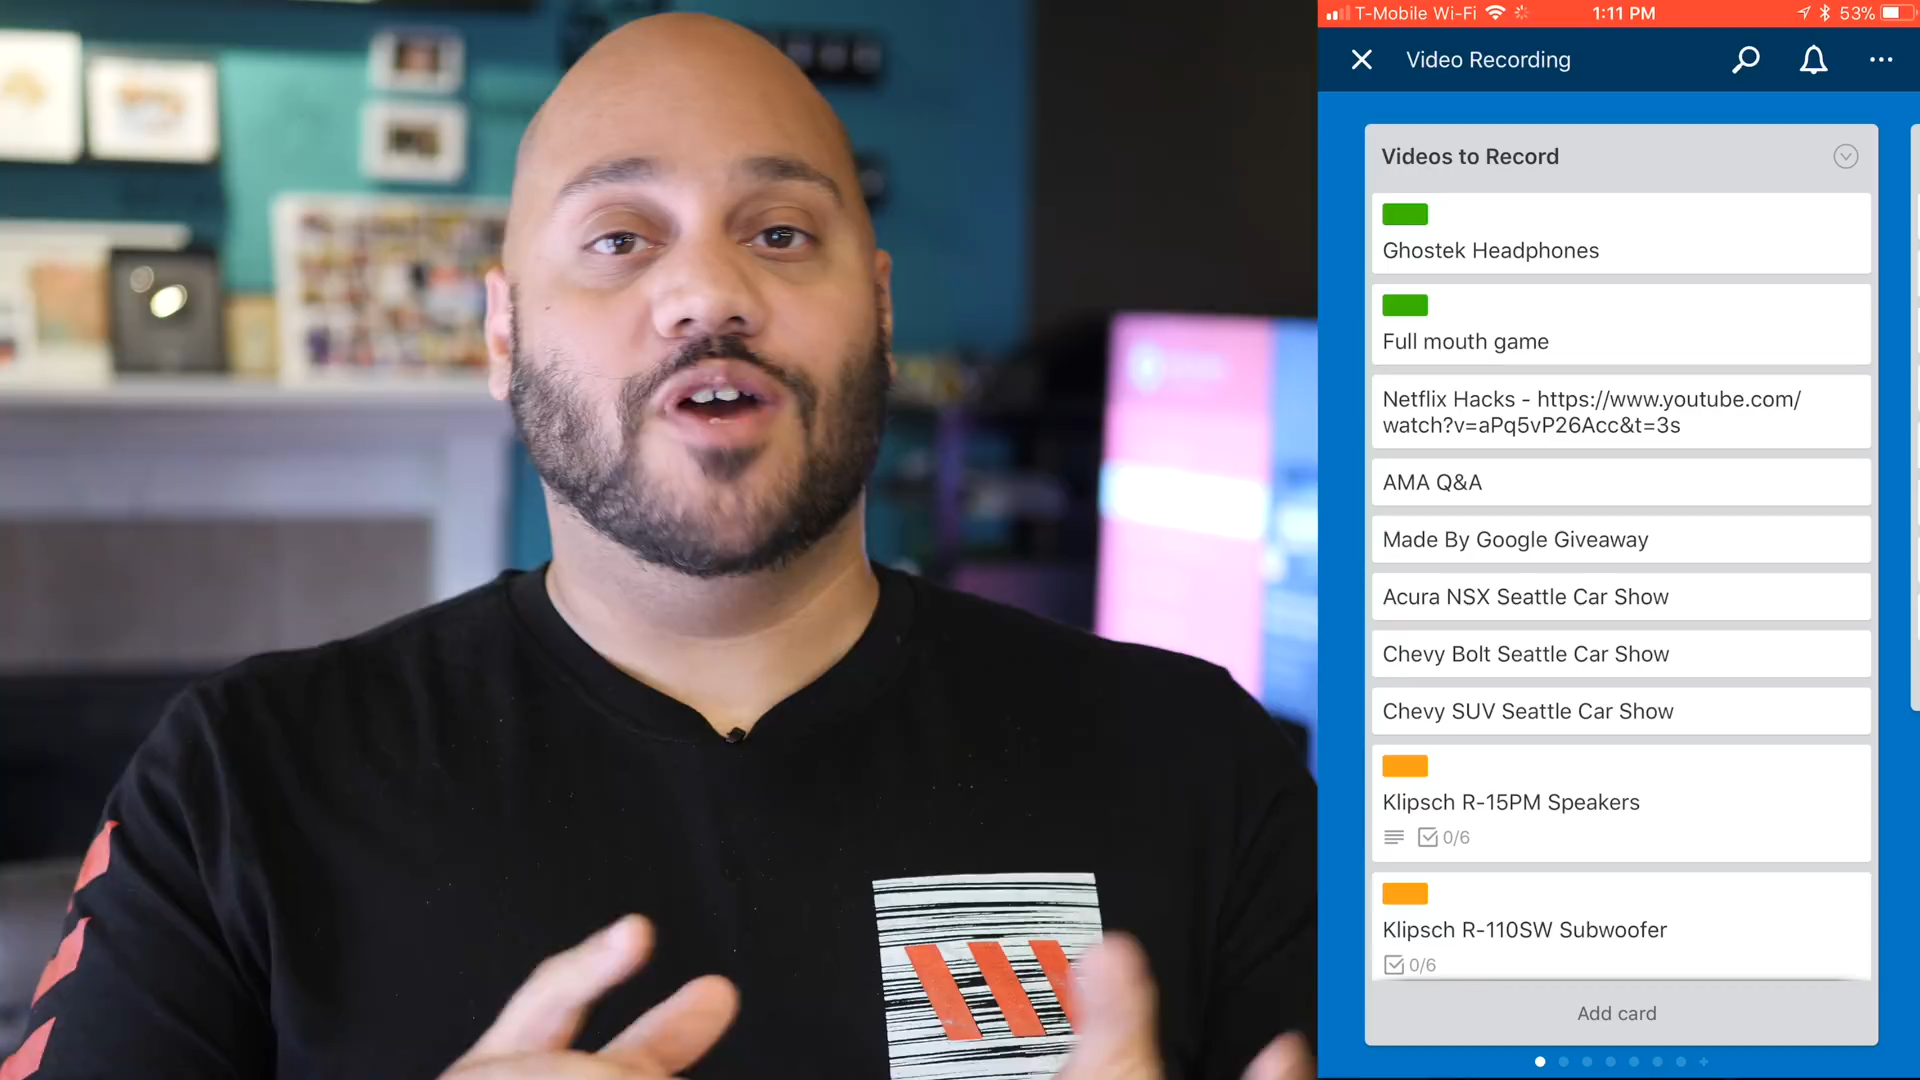 T-Mobile Wi-Fi 1:11 PM 53%
Video Recording
Videos to Record
Ghostek Headphones
Full mouth game
Netflix Hacks - https://www.youtube.com/
watch?v=aPq5vP26Acc&t=3s
AMA Q&A
Made By Google Giveaway
Acura NSX Seattle Car Show
Chevy Bolt Seattle Car Show
Chevy SUV Seattle Car Show
Klipsch R-15PM Speakers
0/6
Klipsch R-110SW Subwoofer
0/6
Add card